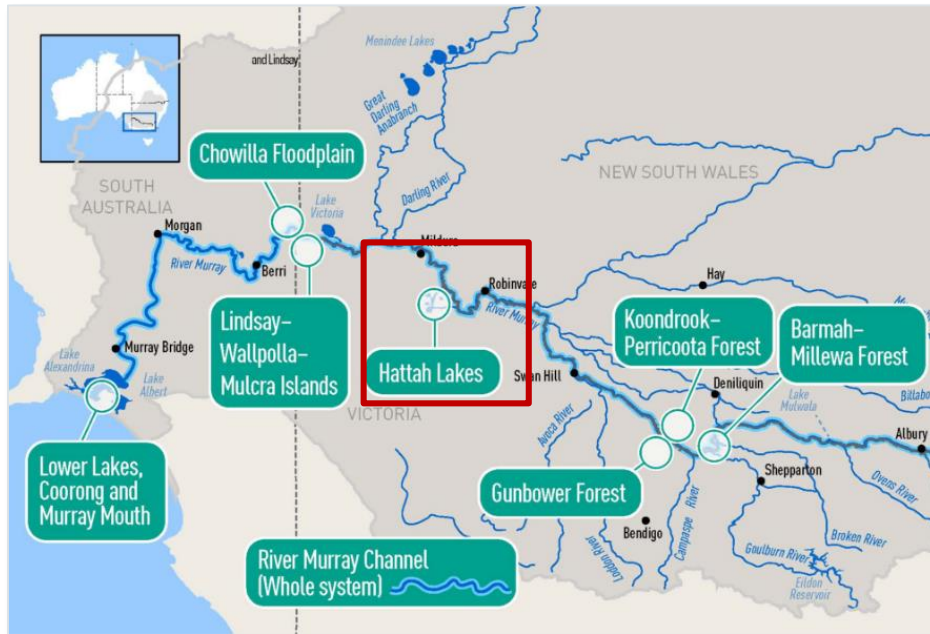 Menindee Lakes
and Lindsay
Great
Darling
Anabranch
Chowilla Floodplain
NEW SOUTH WALES
SOUTH
AUSTRALIA
Darling River
Lake
Victoria
Morgan
Mildura
River Murray
Berri
Robinvale
Hay
River Murray
Lindsay–
Wallpolla–
Mulcra Islands
Koondrook–
Perricoota Forest
Barmah–
Millewa Forest
Murray Bridge
Lake
Alexandrina
Lake
Albert
Hattah Lakes
Swan Hill
Deniliquin
Lake
Mulwala
VICTORIA
Avoca River
Albury
Lower Lakes,
Coorong and
Murray Mouth
Gunbower Forest
Shepparton
Ovens River
Bendigo
Campaspe River
Loddon River
Broken River
Goulburn River
Eildon
Reservoir
River Murray Channel
(Whole system)